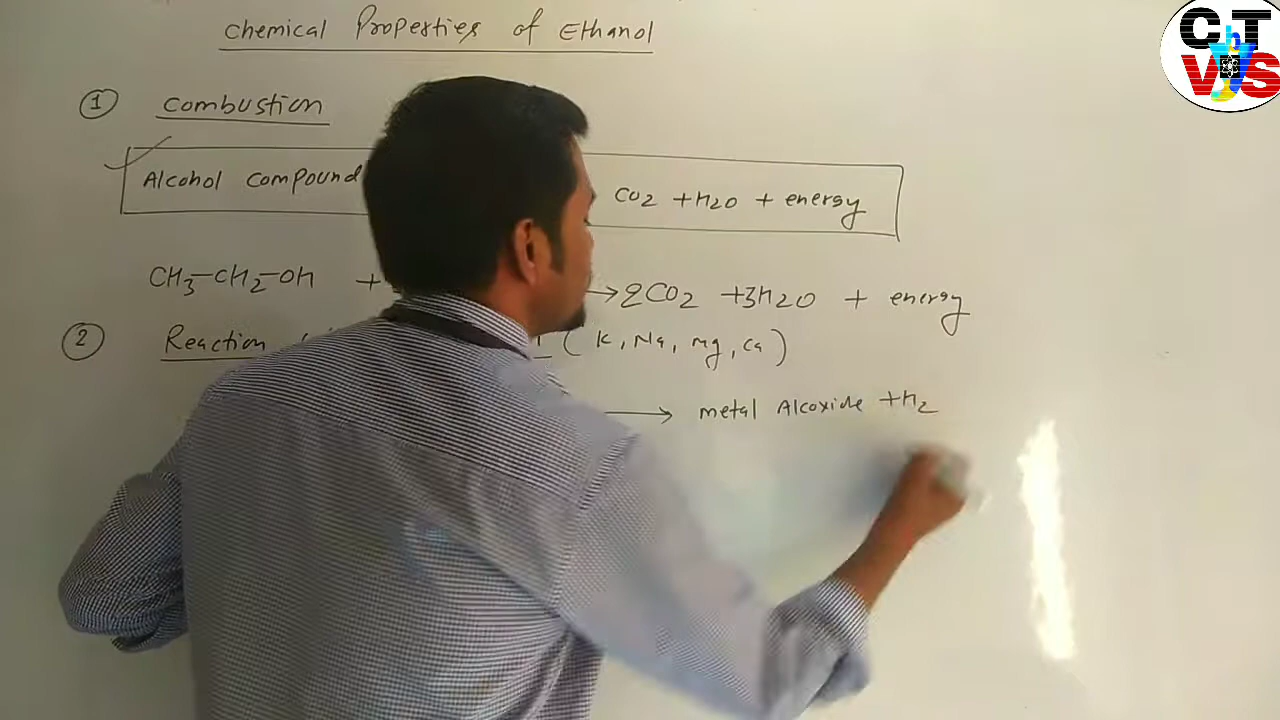 Chemical Properties of Ethanol
① Combustion
Alcohol compound CO2 + H2O + energy
CH3-CH2-OH + → 2CO2 + 3H2O + energy
② Reaction (K, Na, Mg, Ca)
→ metal Alcoxide + H2
CTVS